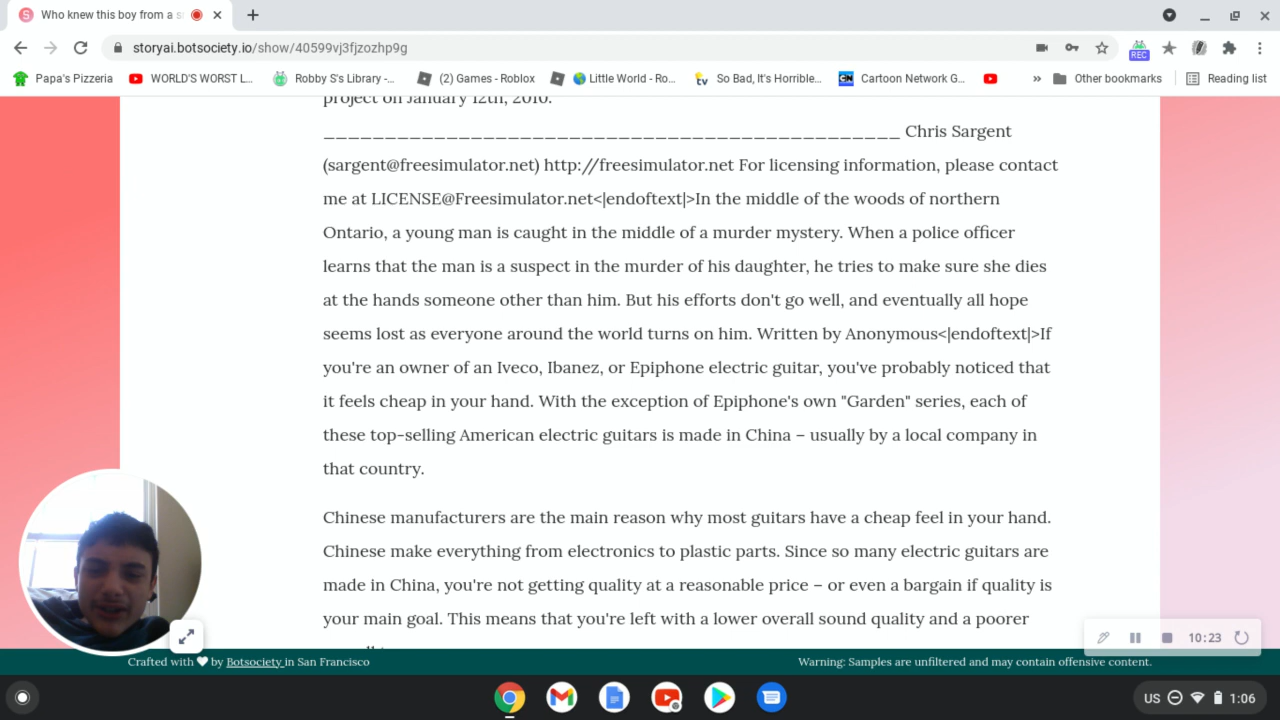 Who knew this boy from a s
storyai.botsociety.io/show/40599vj3fjzozhp9g
REC
Papa's Pizzeria
WORLD'S WORST L...
Robby S's Library -...
(2) Games - Roblox
Little World - Ro...
So Bad, It's Horrible...
Cartoon Network G...
»
Other bookmarks
Reading list
project on January 12th, 2010.
_______________________________________________ Chris Sargent
(sargent@freesimulator.net) http://freesimulator.net For licensing information, please contact
me at LICENSE@Freesimulator.net<|endoftext|>In the middle of the woods of northern
Ontario, a young man is caught in the middle of a murder mystery. When a police officer
learns that the man is a suspect in the murder of his daughter, he tries to make sure she dies
at the hands someone other than him. But his efforts don't go well, and eventually all hope
seems lost as everyone around the world turns on him. Written by Anonymous<|endoftext|>If
you're an owner of an Iveco, Ibanez, or Epiphone electric guitar, you've probably noticed that
it feels cheap in your hand. With the exception of Epiphone's own "Garden" series, each of
these top-selling American electric guitars is made in China – usually by a local company in
that country.
Chinese manufacturers are the main reason why most guitars have a cheap feel in your hand.
Chinese make everything from electronics to plastic parts. Since so many electric guitars are
made in China, you're not getting quality at a reasonable price – or even a bargain if quality is
your main goal. This means that you're left with a lower overall sound quality and a poorer
10:23
Crafted with ♥ by Botsociety in San Francisco
Warning: Samples are unfiltered and may contain offensive content.
US
1:06